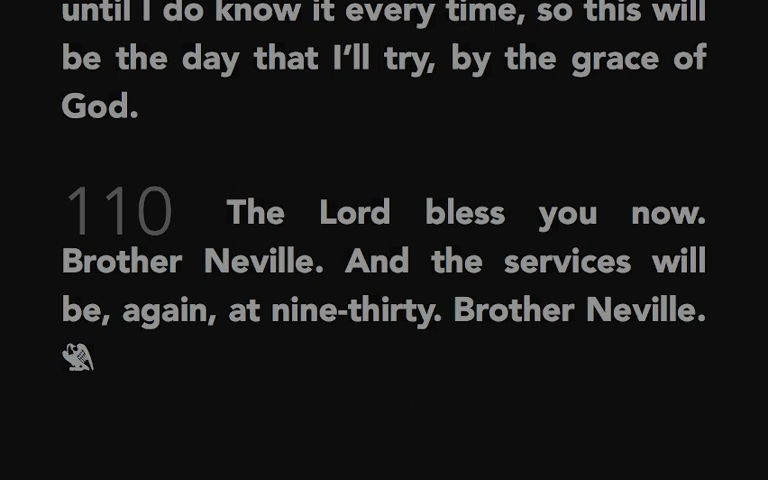 until I do know it every time, so this will
be the day that I’ll try, by the grace of
God.
110 The Lord bless you now.
Brother Neville. And the services will
be, again, at nine-thirty. Brother Neville.